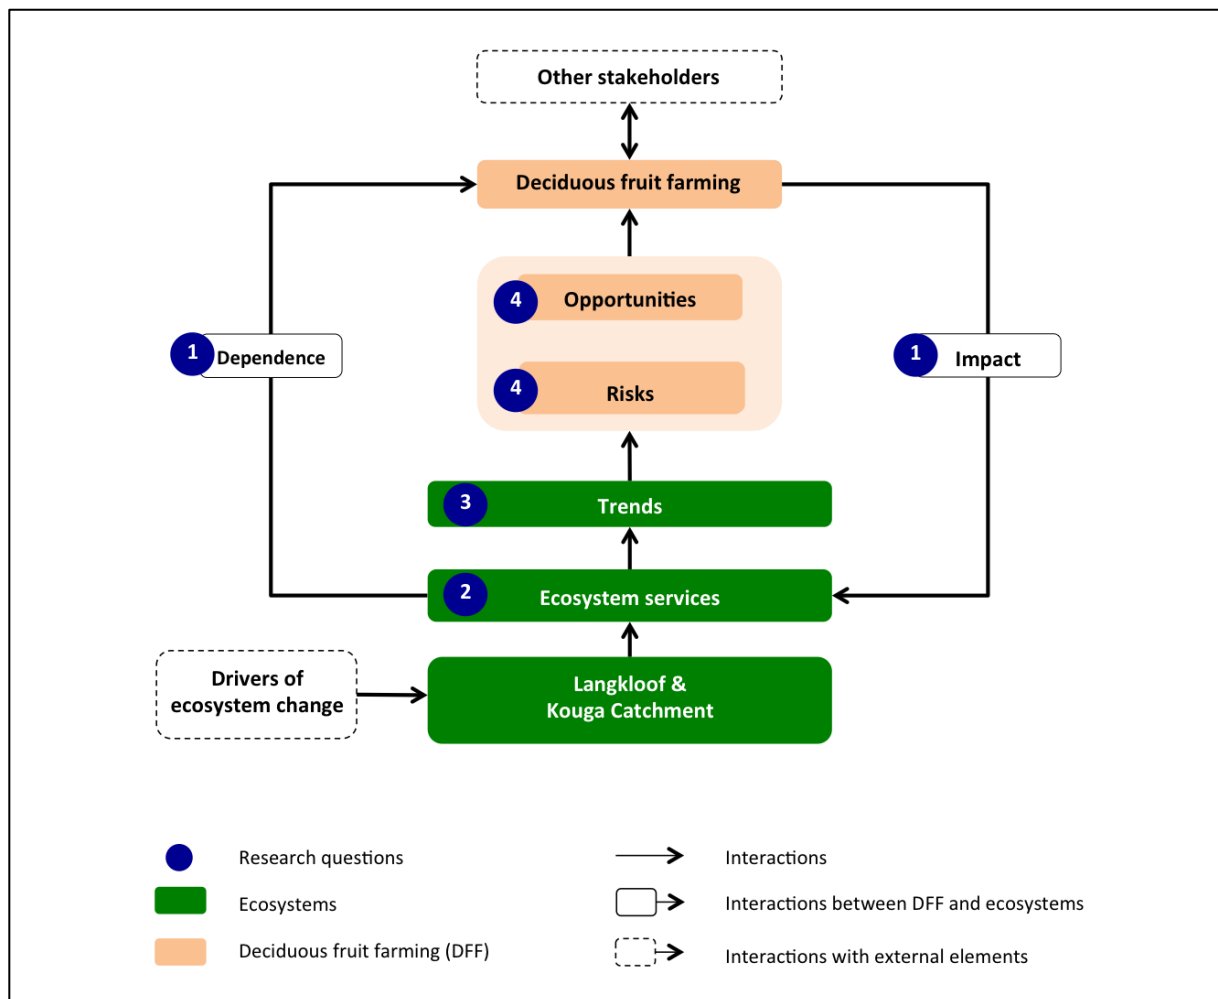 Other stakeholders
Deciduous fruit farming
4
Opportunities
1
Dependence
1
Impact
4
Risks
3
Trends
2
Ecosystem services
Drivers of
ecosystem change
Langkloof &
Kouga Catchment
Research questions
Interactions
Ecosystems
Interactions between DFF and ecosystems
Deciduous fruit farming (DFF)
Interactions with external elements